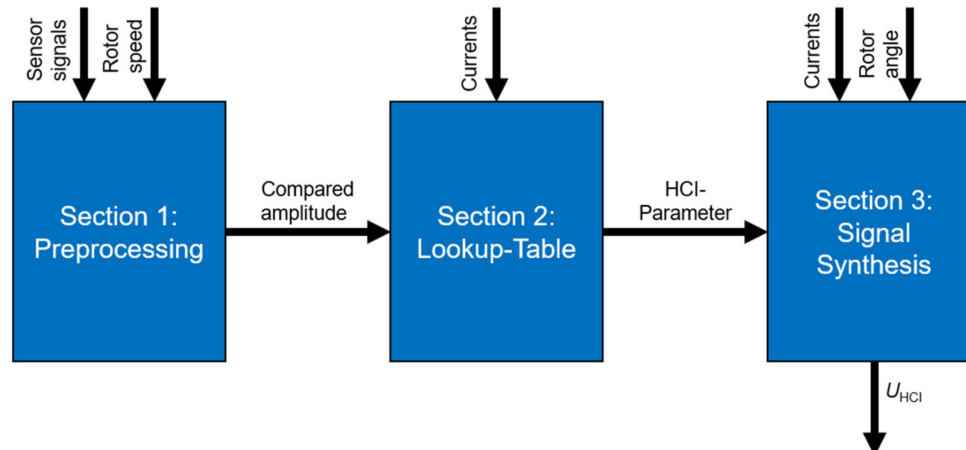 Sensor
signals
Rotor
speed
Currents
Currents
Rotor
angle
Section 1:
Preprocessing
Compared
amplitude
Section 2:
Lookup-Table
HCI-
Parameter
Section 3:
Signal
Synthesis
U_HCI